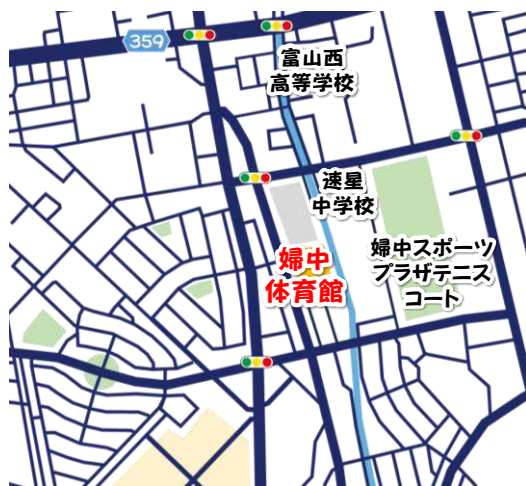 359
富山西
高等学校
速星
中学校
婦中
体育館
婦中スポーツ
プラザテニス
コート